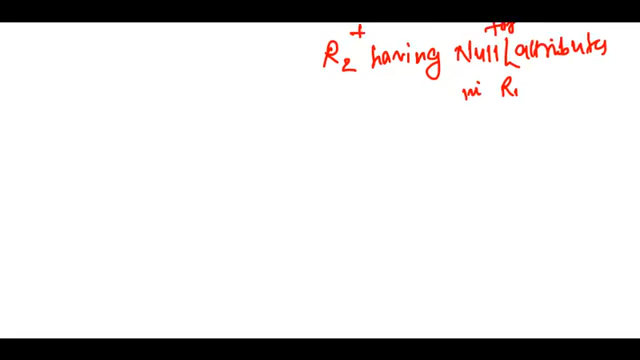 + for
R2 having Null attributes
in R1